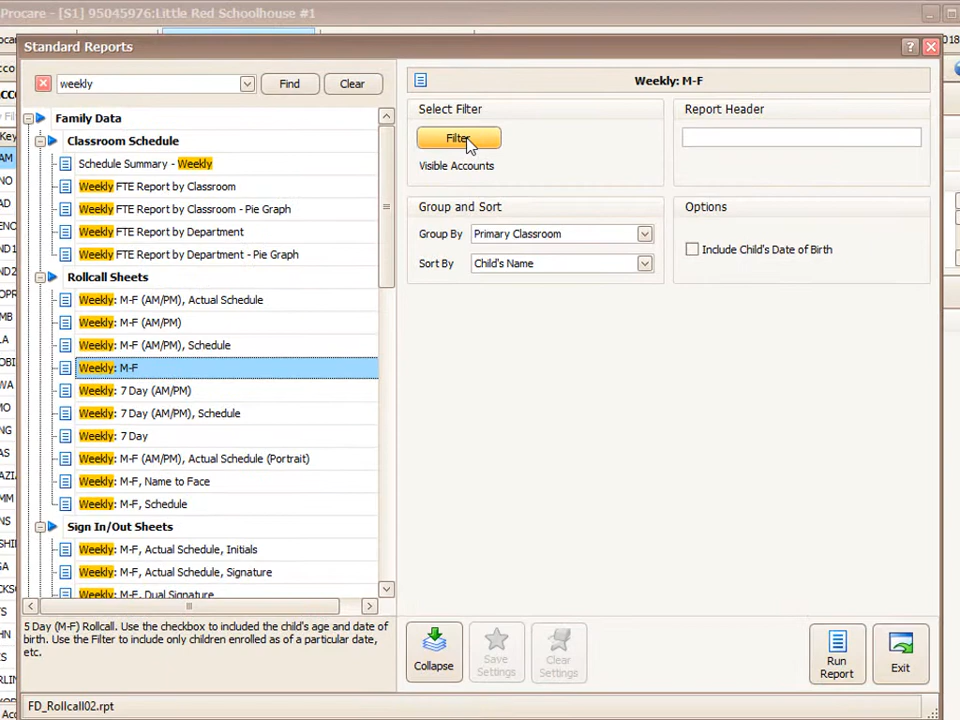 Procare - [S1] 95045976:Little Red Schoolhouse #1
Standard Reports
weekly
Find
Clear
Family Data
Classroom Schedule
Schedule Summary - Weekly
Weekly FTE Report by Classroom
Weekly FTE Report by Classroom - Pie Graph
Weekly FTE Report by Department
Weekly FTE Report by Department - Pie Graph
Rollcall Sheets
Weekly: M-F (AM/PM), Actual Schedule
Weekly: M-F (AM/PM)
Weekly: M-F (AM/PM), Schedule
Weekly: M-F
Weekly: 7 Day (AM/PM)
Weekly: 7 Day (AM/PM), Schedule
Weekly: 7 Day
Weekly: M-F (AM/PM), Actual Schedule (Portrait)
Weekly: M-F, Name to Face
Weekly: M-F, Schedule
Sign In/Out Sheets
Weekly: M-F, Actual Schedule, Initials
Weekly: M-F, Actual Schedule, Signature
Weekly: M-F, Dual Signature
5 Day (M-F) Rollcall. Use the checkbox to included the child's age and date of
birth. Use the Filter to include only children enrolled as of a particular date,
etc.
Weekly: M-F
Select Filter
Filter
Visible Accounts
Report Header
Group and Sort
Group By
Primary Classroom
Sort By
Child's Name
Options
Include Child's Date of Birth
Collapse
Save
Settings
Clear
Settings
Run
Report
Exit
FD_Rollcall02.rpt